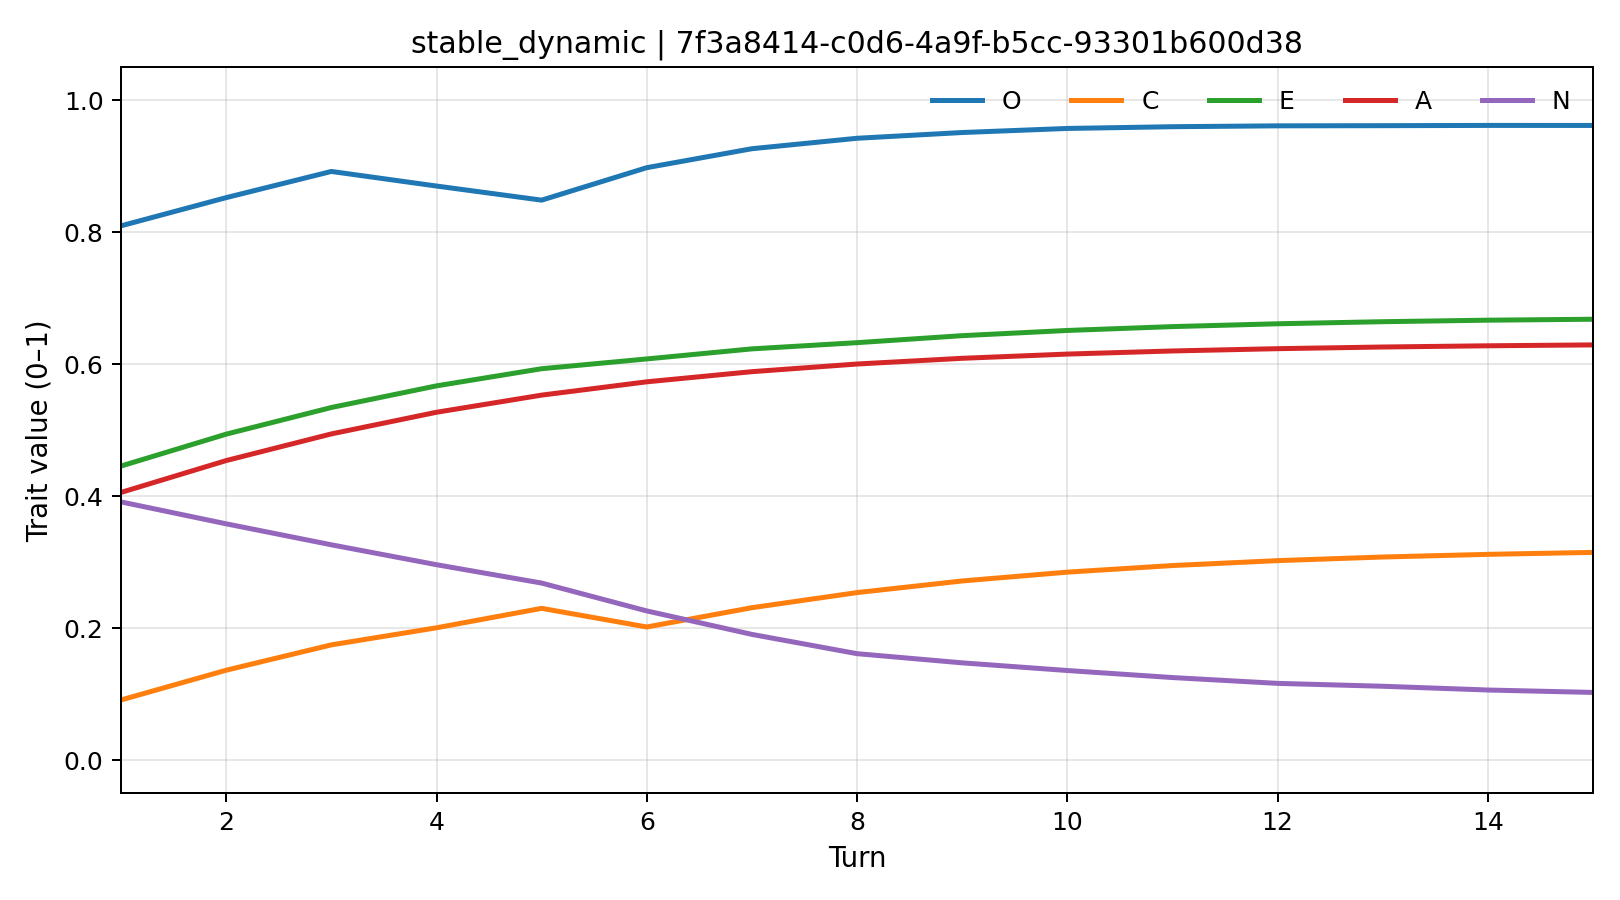 stable_dynamic | 7f3a8414-c0d6-4a9f-b5cc-93301b600d38
O C E A N
1.0
0.8
0.6
0.4
0.2
0.0
Trait value (0–1)
2 4 6 8 10 12 14
Turn